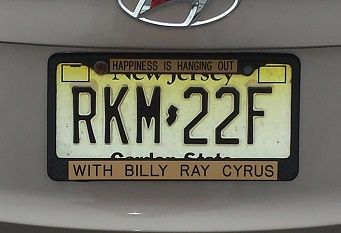 HAPPINESS IS HANGING OUT
New Jersey
RKM 22F
Garden State
WITH BILLY RAY CYRUS